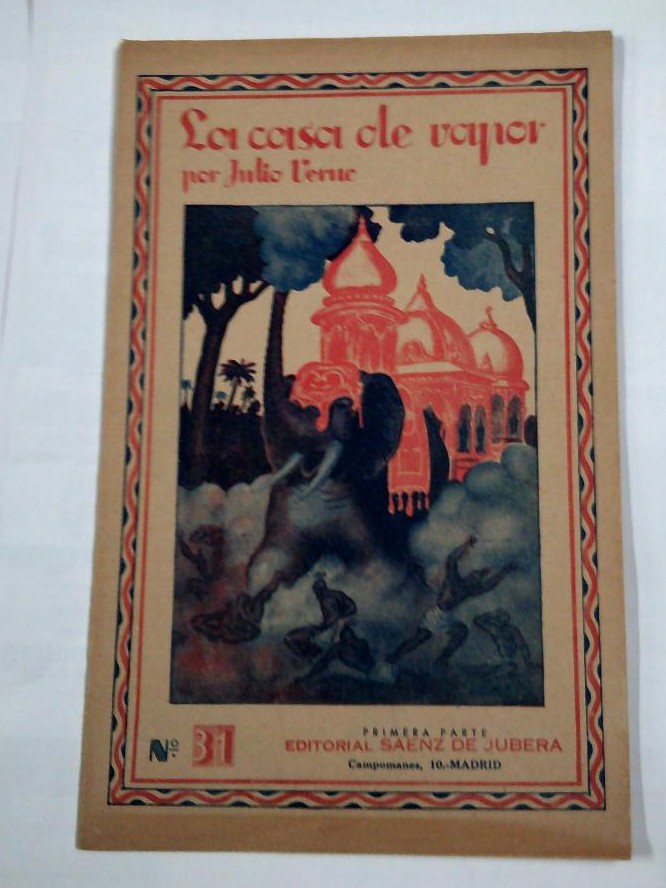 La casa de vapor
por Julio Verne
Nº. 31
PRIMERA PARTE
EDITORIAL SAENZ DE JUBERA
Campomanes, 10.-MADRID